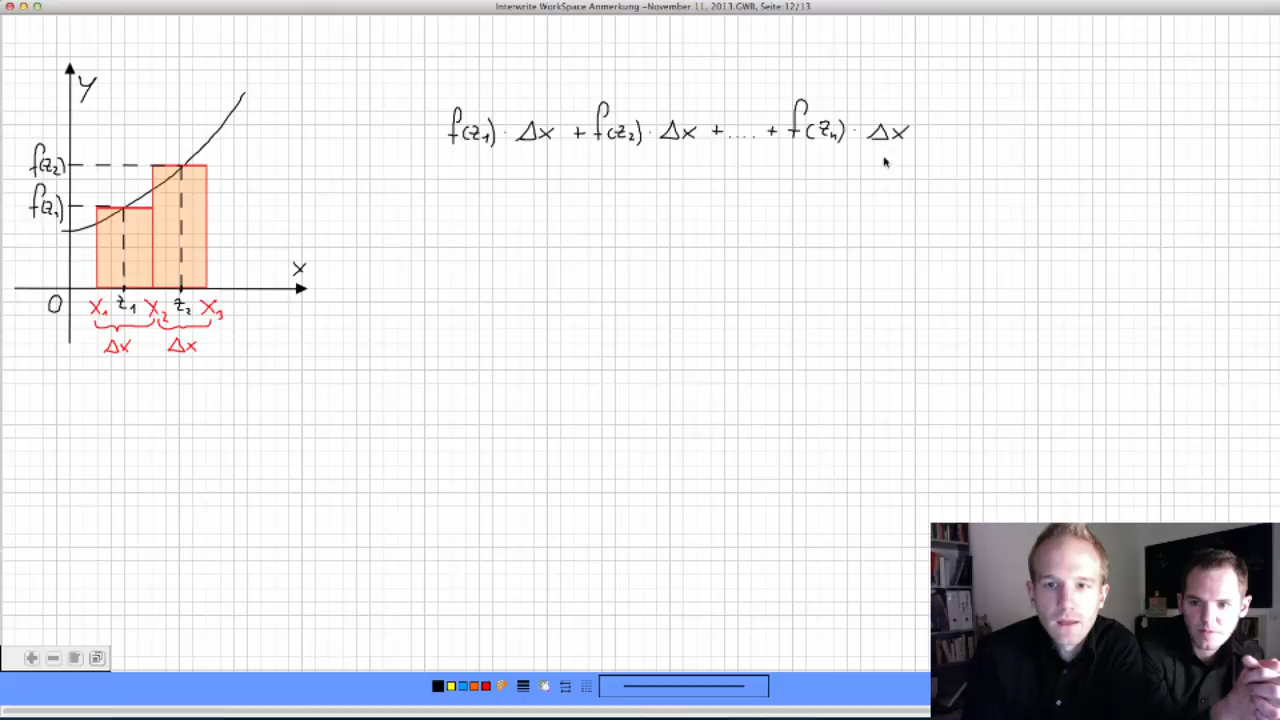 Interwrite WorkSpace Anmerkung -November 11, 2013.GWB, Seite:12/13
y
f(z₂)
f(z₁)
x
0
x₁ z₁ x₂ z₂ x₃
Δx Δx
f(z₁) · Δx + f(z₂) · Δx + .... + f(zₙ) · Δx